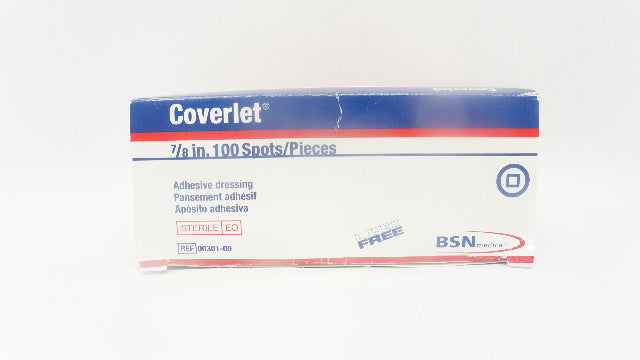 Coverlet®
7/8 in. 100 Spots/Pieces
Adhesive dressing
Pansement adhésif
Apósito adhesiva
STERILE EO
REF 00301-00
FREE
BSN medical